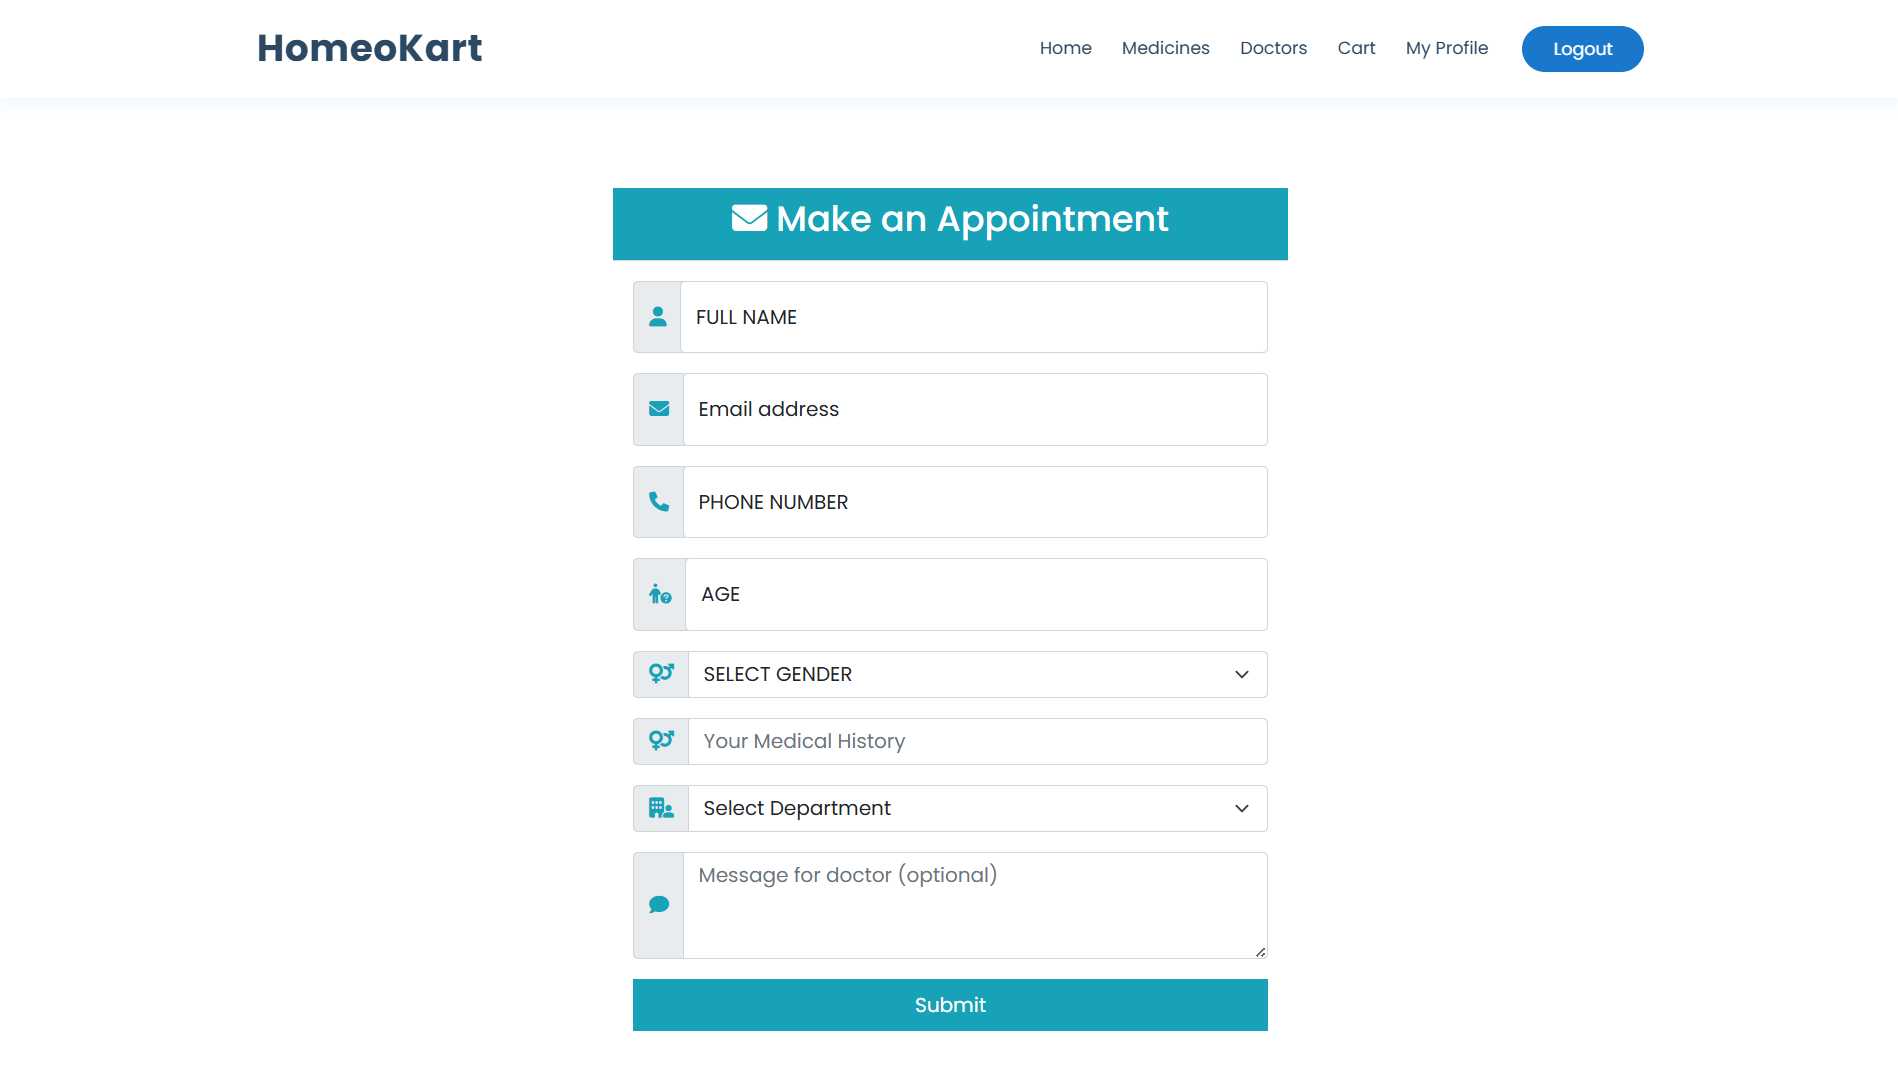 HomeoKart
Home Medicines Doctors Cart My Profile Logout
Make an Appointment
FULL NAME
Email address
PHONE NUMBER
AGE
SELECT GENDER
Your Medical History
Select Department
Message for doctor (optional)
Submit